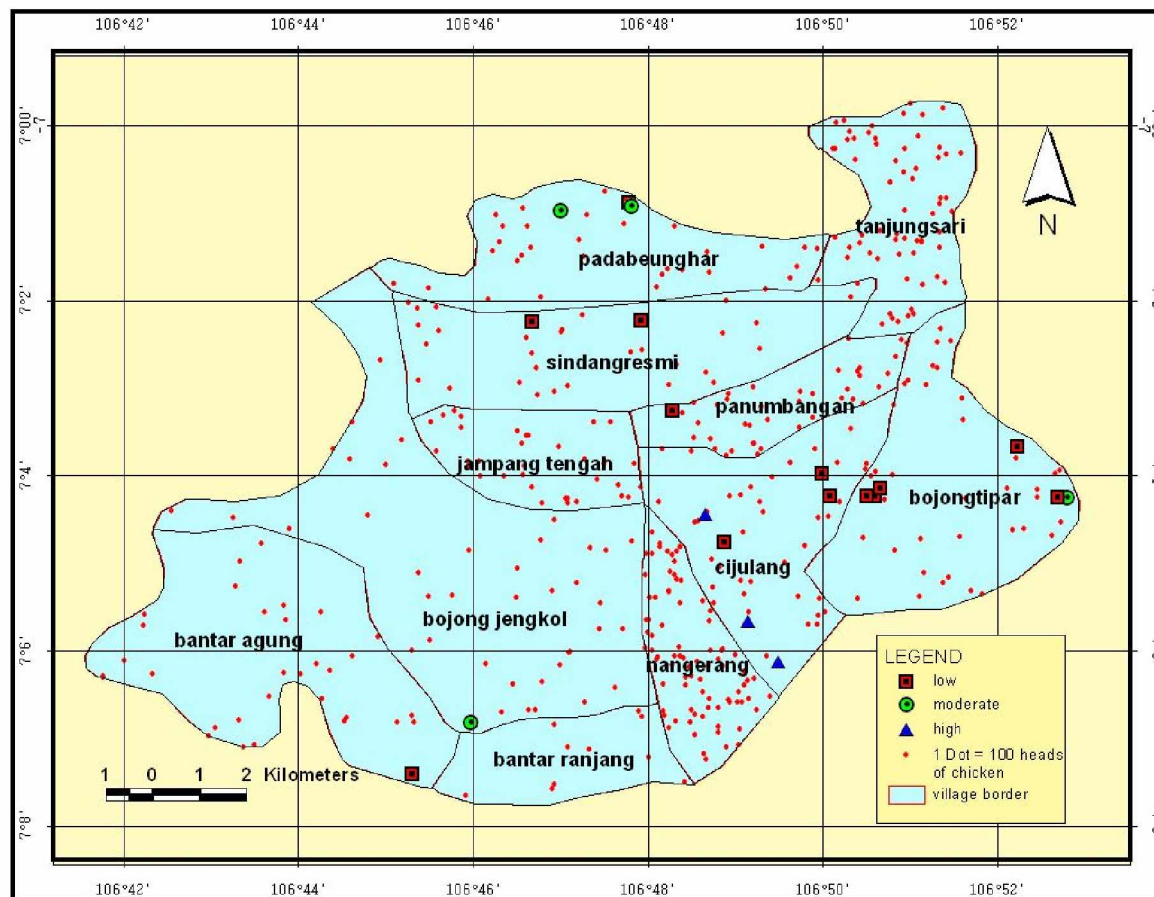 106°42' 106°44' 106°46' 106°48' 106°50' 106°52'
7°00'
N
tanjungsari
padabeunghar
7°2'
sindangresmi
panumbangan
jampang tengah
7°4'
bojongtipar
cijulang
bojong jengkol
bantar agung
nangerang
7°6'
bantar ranjang
LEGEND
low
moderate
high
1 Dot = 100 heads
of chicken
village border
1 0 1 2 Kilometers
7°8'
106°42' 106°44' 106°46' 106°48' 106°50' 106°52'